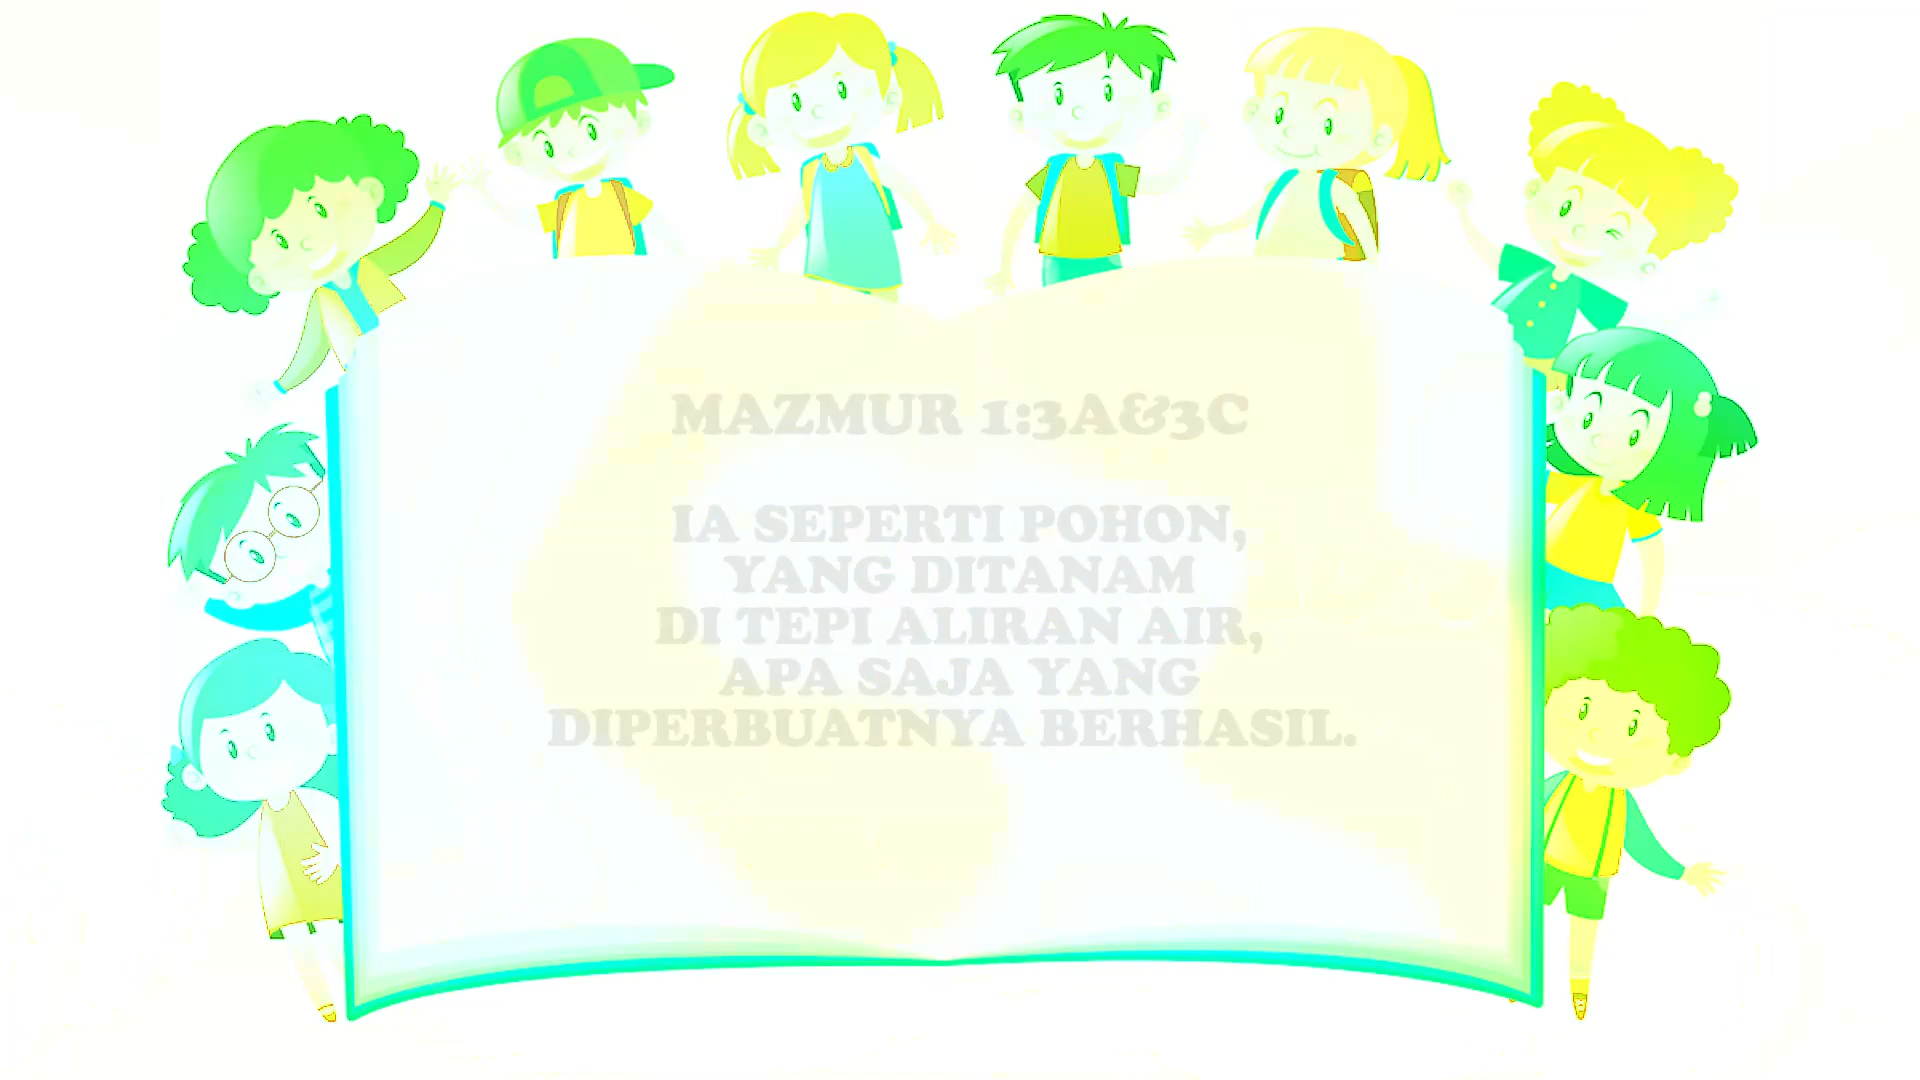 MAZMUR 1:3A&3C
IA SEPERTI POHON,
YANG DITANAM
DI TEPI ALIRAN AIR,
APA SAJA YANG
DIPERBUATNYA BERHASIL.